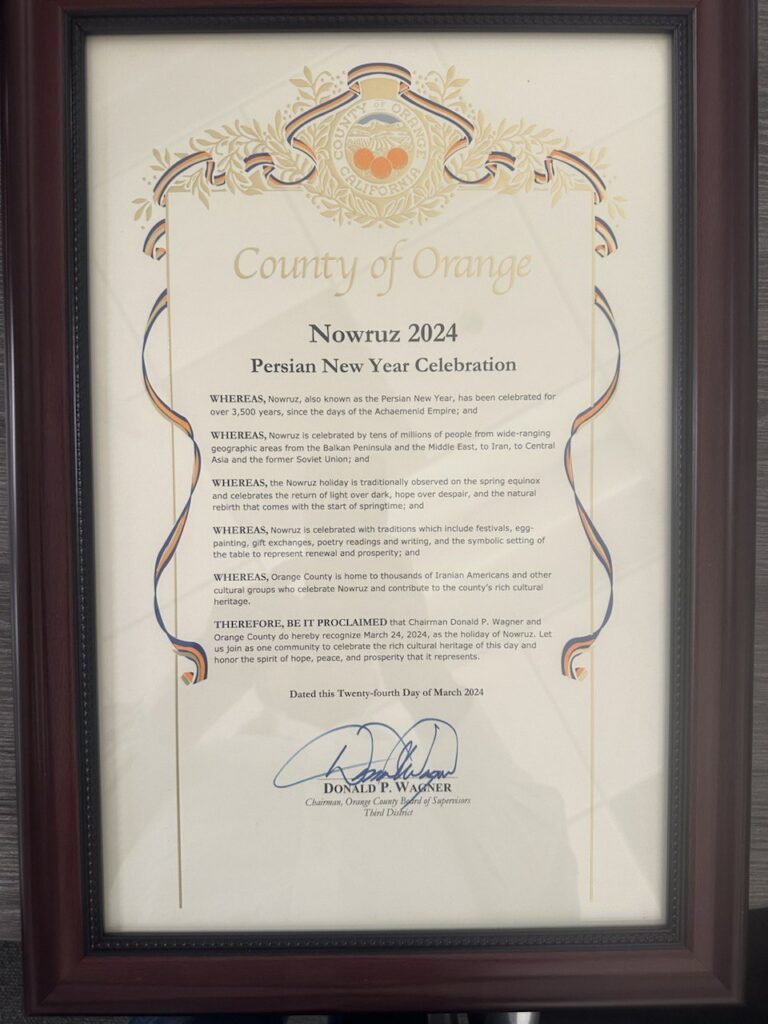 COUNTY OF ORANGE
CALIFORNIA
County of Orange
Nowruz 2024
Persian New Year Celebration
WHEREAS, Nowruz, also known as the Persian New Year, has been celebrated for
over 3,500 years, since the days of the Achaemenid Empire; and
WHEREAS, Nowruz is celebrated by tens of millions of people from wide-ranging
geographic areas from the Balkan Peninsula and the Middle East, to Iran, to Central
Asia and the former Soviet Union; and
WHEREAS, the Nowruz holiday is traditionally observed on the spring equinox
and celebrates the return of light over dark, hope over despair, and the natural
rebirth that comes with the start of springtime; and
WHEREAS, Nowruz is celebrated with traditions which include festivals, egg-
painting, gift exchanges, poetry readings and writing, and the symbolic setting of
the table to represent renewal and prosperity; and
WHEREAS, Orange County is home to thousands of Iranian Americans and other
cultural groups who celebrate Nowruz and contribute to the county's rich cultural
heritage.
THEREFORE, BE IT PROCLAIMED that Chairman Donald P. Wagner and
Orange County do hereby recognize March 24, 2024, as the holiday of Nowruz. Let
us join as one community to celebrate the rich cultural heritage of this day and
honor the spirit of hope, peace, and prosperity that it represents.
Dated this Twenty-fourth Day of March 2024
DONALD P. WAGNER
Chairman, Orange County Board of Supervisors
Third District